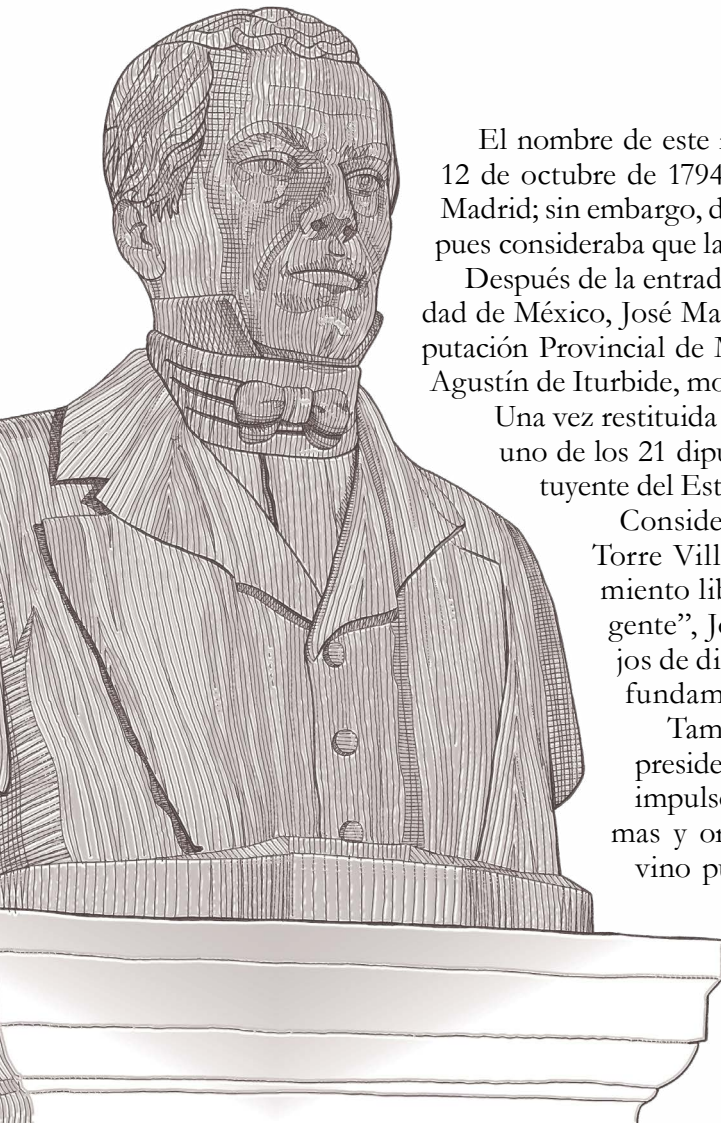 El nombre de este
12 de octubre de 1794
Madrid; sin embargo, d
pues consideraba que la
Después de la entrad
dad de México, José Ma
putación Provincial de M
Agustín de Iturbide, mo
Una vez restituida
uno de los 21 dipu
tuyente del Est
Conside
Torre Vill
miento lib
gente”, Jo
jos de di
fundam
Tam
preside
impuls
mas y or
vino pu